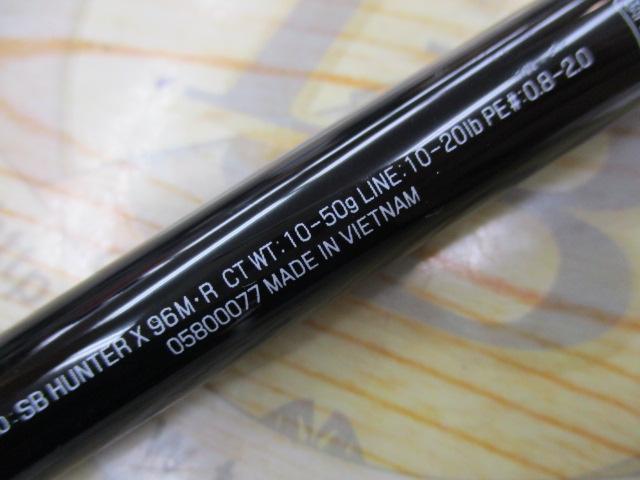 SB HUNTER X 96M・R CT WT: 10-50g LINE: 10-20lb PE#:0.8-2.0
05800077 MADE IN VIETNAM